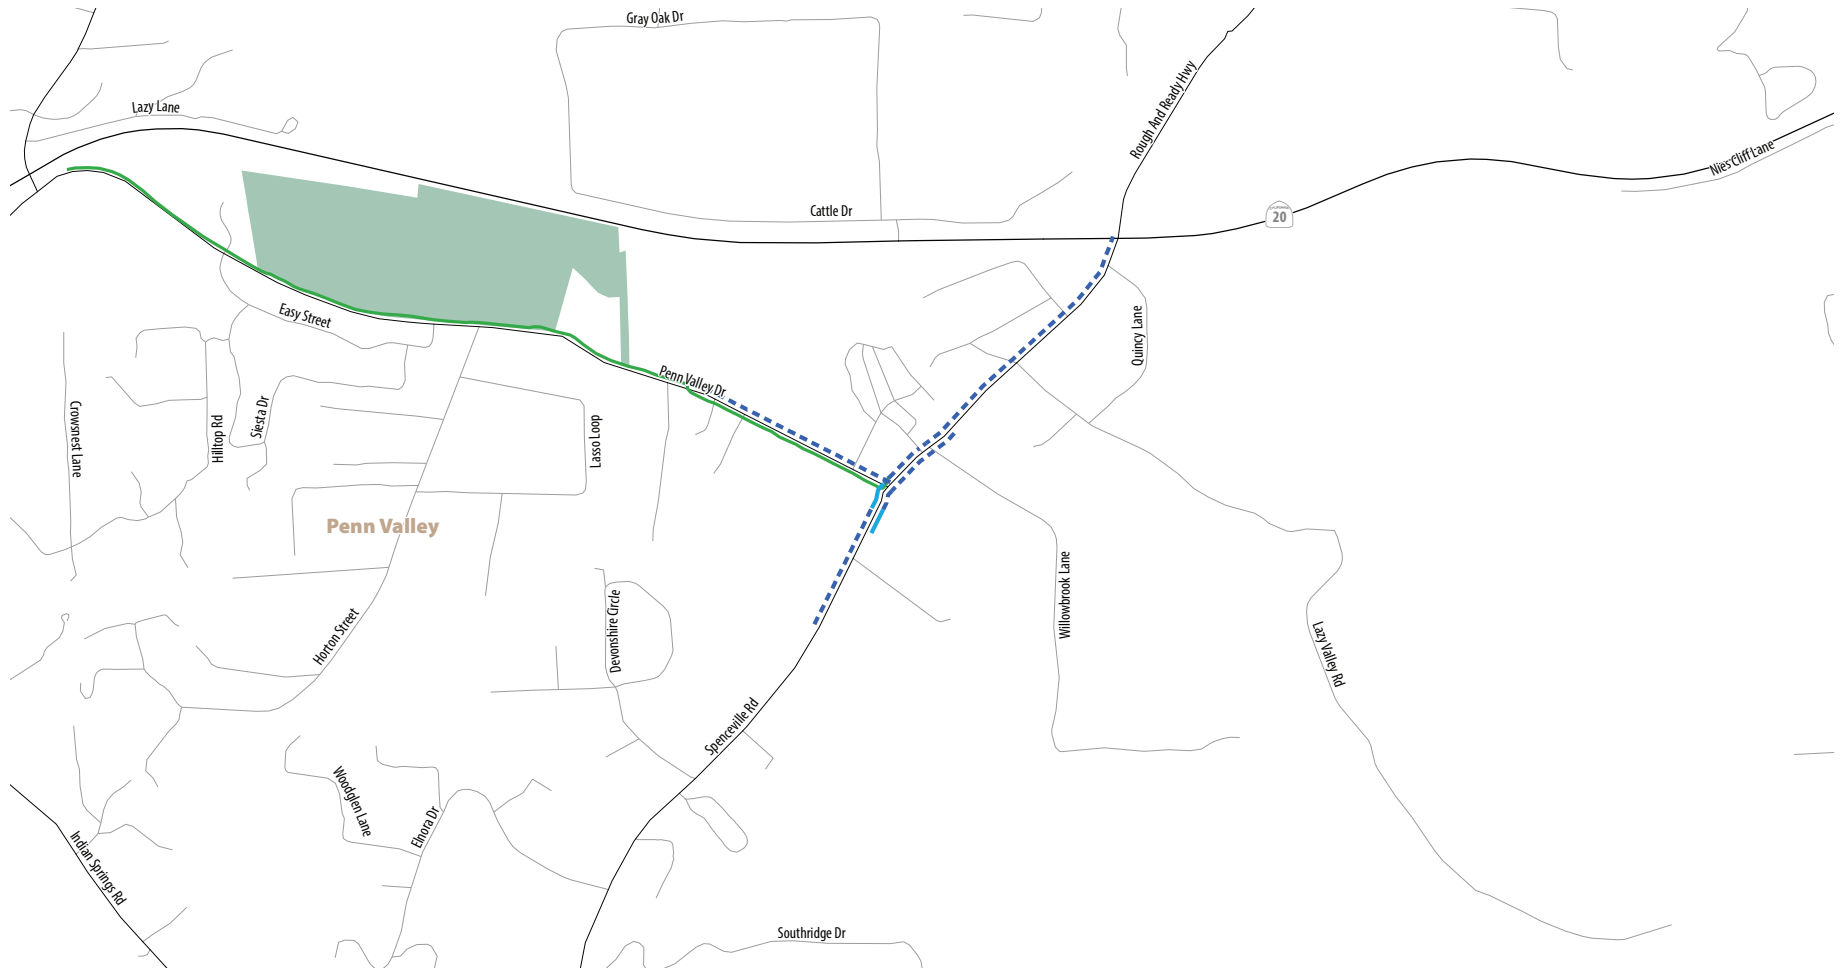 Gray Oak Dr
Rough And Ready Hwy
Lazy Lane
Nies Cliff Lane
Cattle Dr
20
Easy Street
Quincy Lane
Penn Valley Dr
Crowsnest Lane
Hilltop Rd
Siesta Dr
Lasso Loop
Penn Valley
Willowbrook Lane
Devonshire Circle
Horton Street
Lazy Valley Rd
Spenceville Rd
Woodglen Lane
Elnora Dr
Indian Springs Rd
Southridge Dr